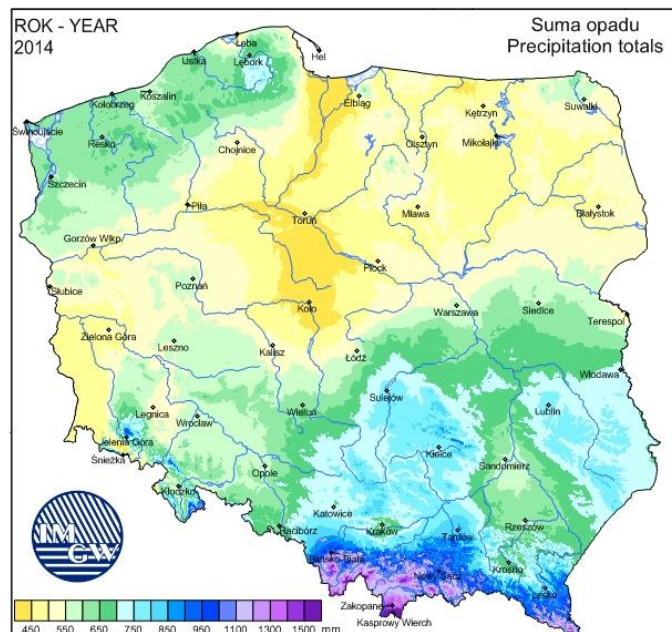 ROK - YEAR
2014
Suma opadu
Precipitation totals
Łeba
Hel
Ustka
Lębork
Koszalin
Kołobrzeg
Elbląg
Kętrzyn
Suwałki
Świnoujście
Resko
Chojnice
Olsztyn
Mikołajki
Szczecin
Piła
Toruń
Mława
Białystok
Gorzów Wlkp.
Płock
Słubice
Poznań
Koło
Warszawa
Siedlce
Terespol
Zielona Góra
Leszno
Kalisz
Łódź
Włodawa
Sulejów
Legnica
Wrocław
Wieluń
Lublin
Jelenia Góra
Śnieżka
Kielce
Opole
Sandomierz
Kłodzko
Katowice
Racibórz
Kraków
Tarnów
Rzeszów
Bielsko-Biała
Nowy Sącz
Krosno
Lesko
Zakopane
Kasprowy Wierch
IM
GW
450 550 650 750 850 950 1100 1300 1500 mm